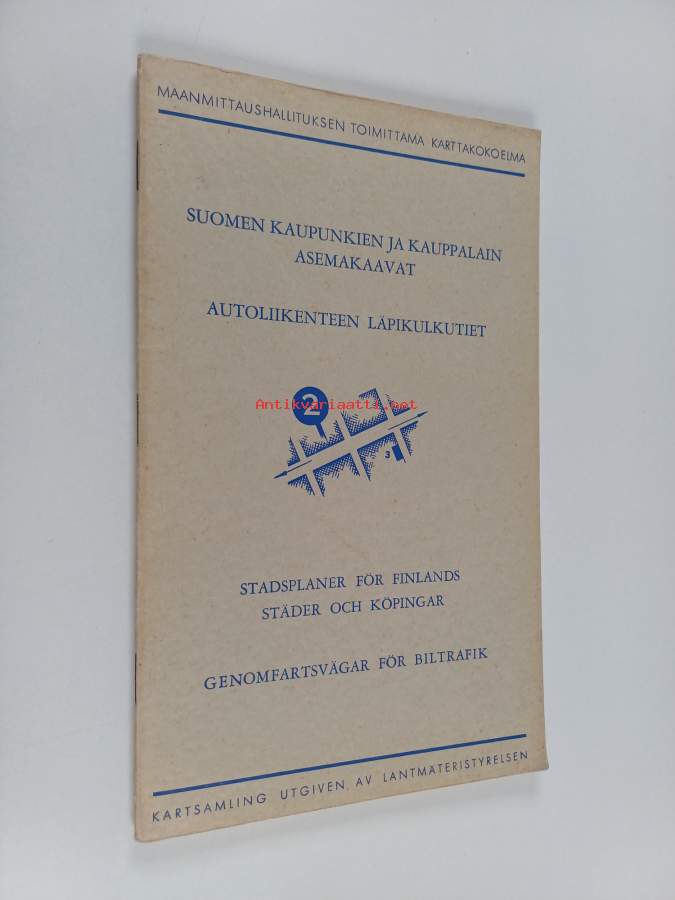 MAANMITTAUSHALLITUKSEN TOIMITTAMA KARTTAKOKOELMA
SUOMEN KAUPUNKIEN JA KAUPPALAIN
ASEMAKAAVAT
AUTOLIIKENTEEN LÄPIKULKUTIET
2
Antikvariaatti.net
3
STADSPLANER FÖR FINLANDS
STÄDER OCH KÖPINGAR
GENOMFARTSVÄGAR FÖR BILTRAFIK
KARTSAMLING UTGIVEN AV LANTMÄTERISTYRELSEN